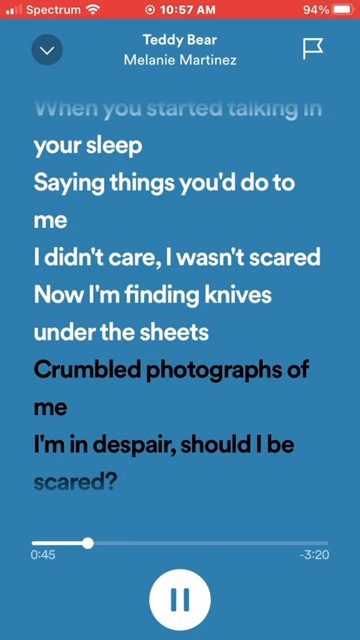 Spectrum 10:57 AM 94%
Teddy Bear
Melanie Martinez
When you started talking in
your sleep
Saying things you'd do to
me
I didn't care, I wasn't scared
Now I'm finding knives
under the sheets
Crumbled photographs of
me
I'm in despair, should I be
scared?
0:45 -3:20